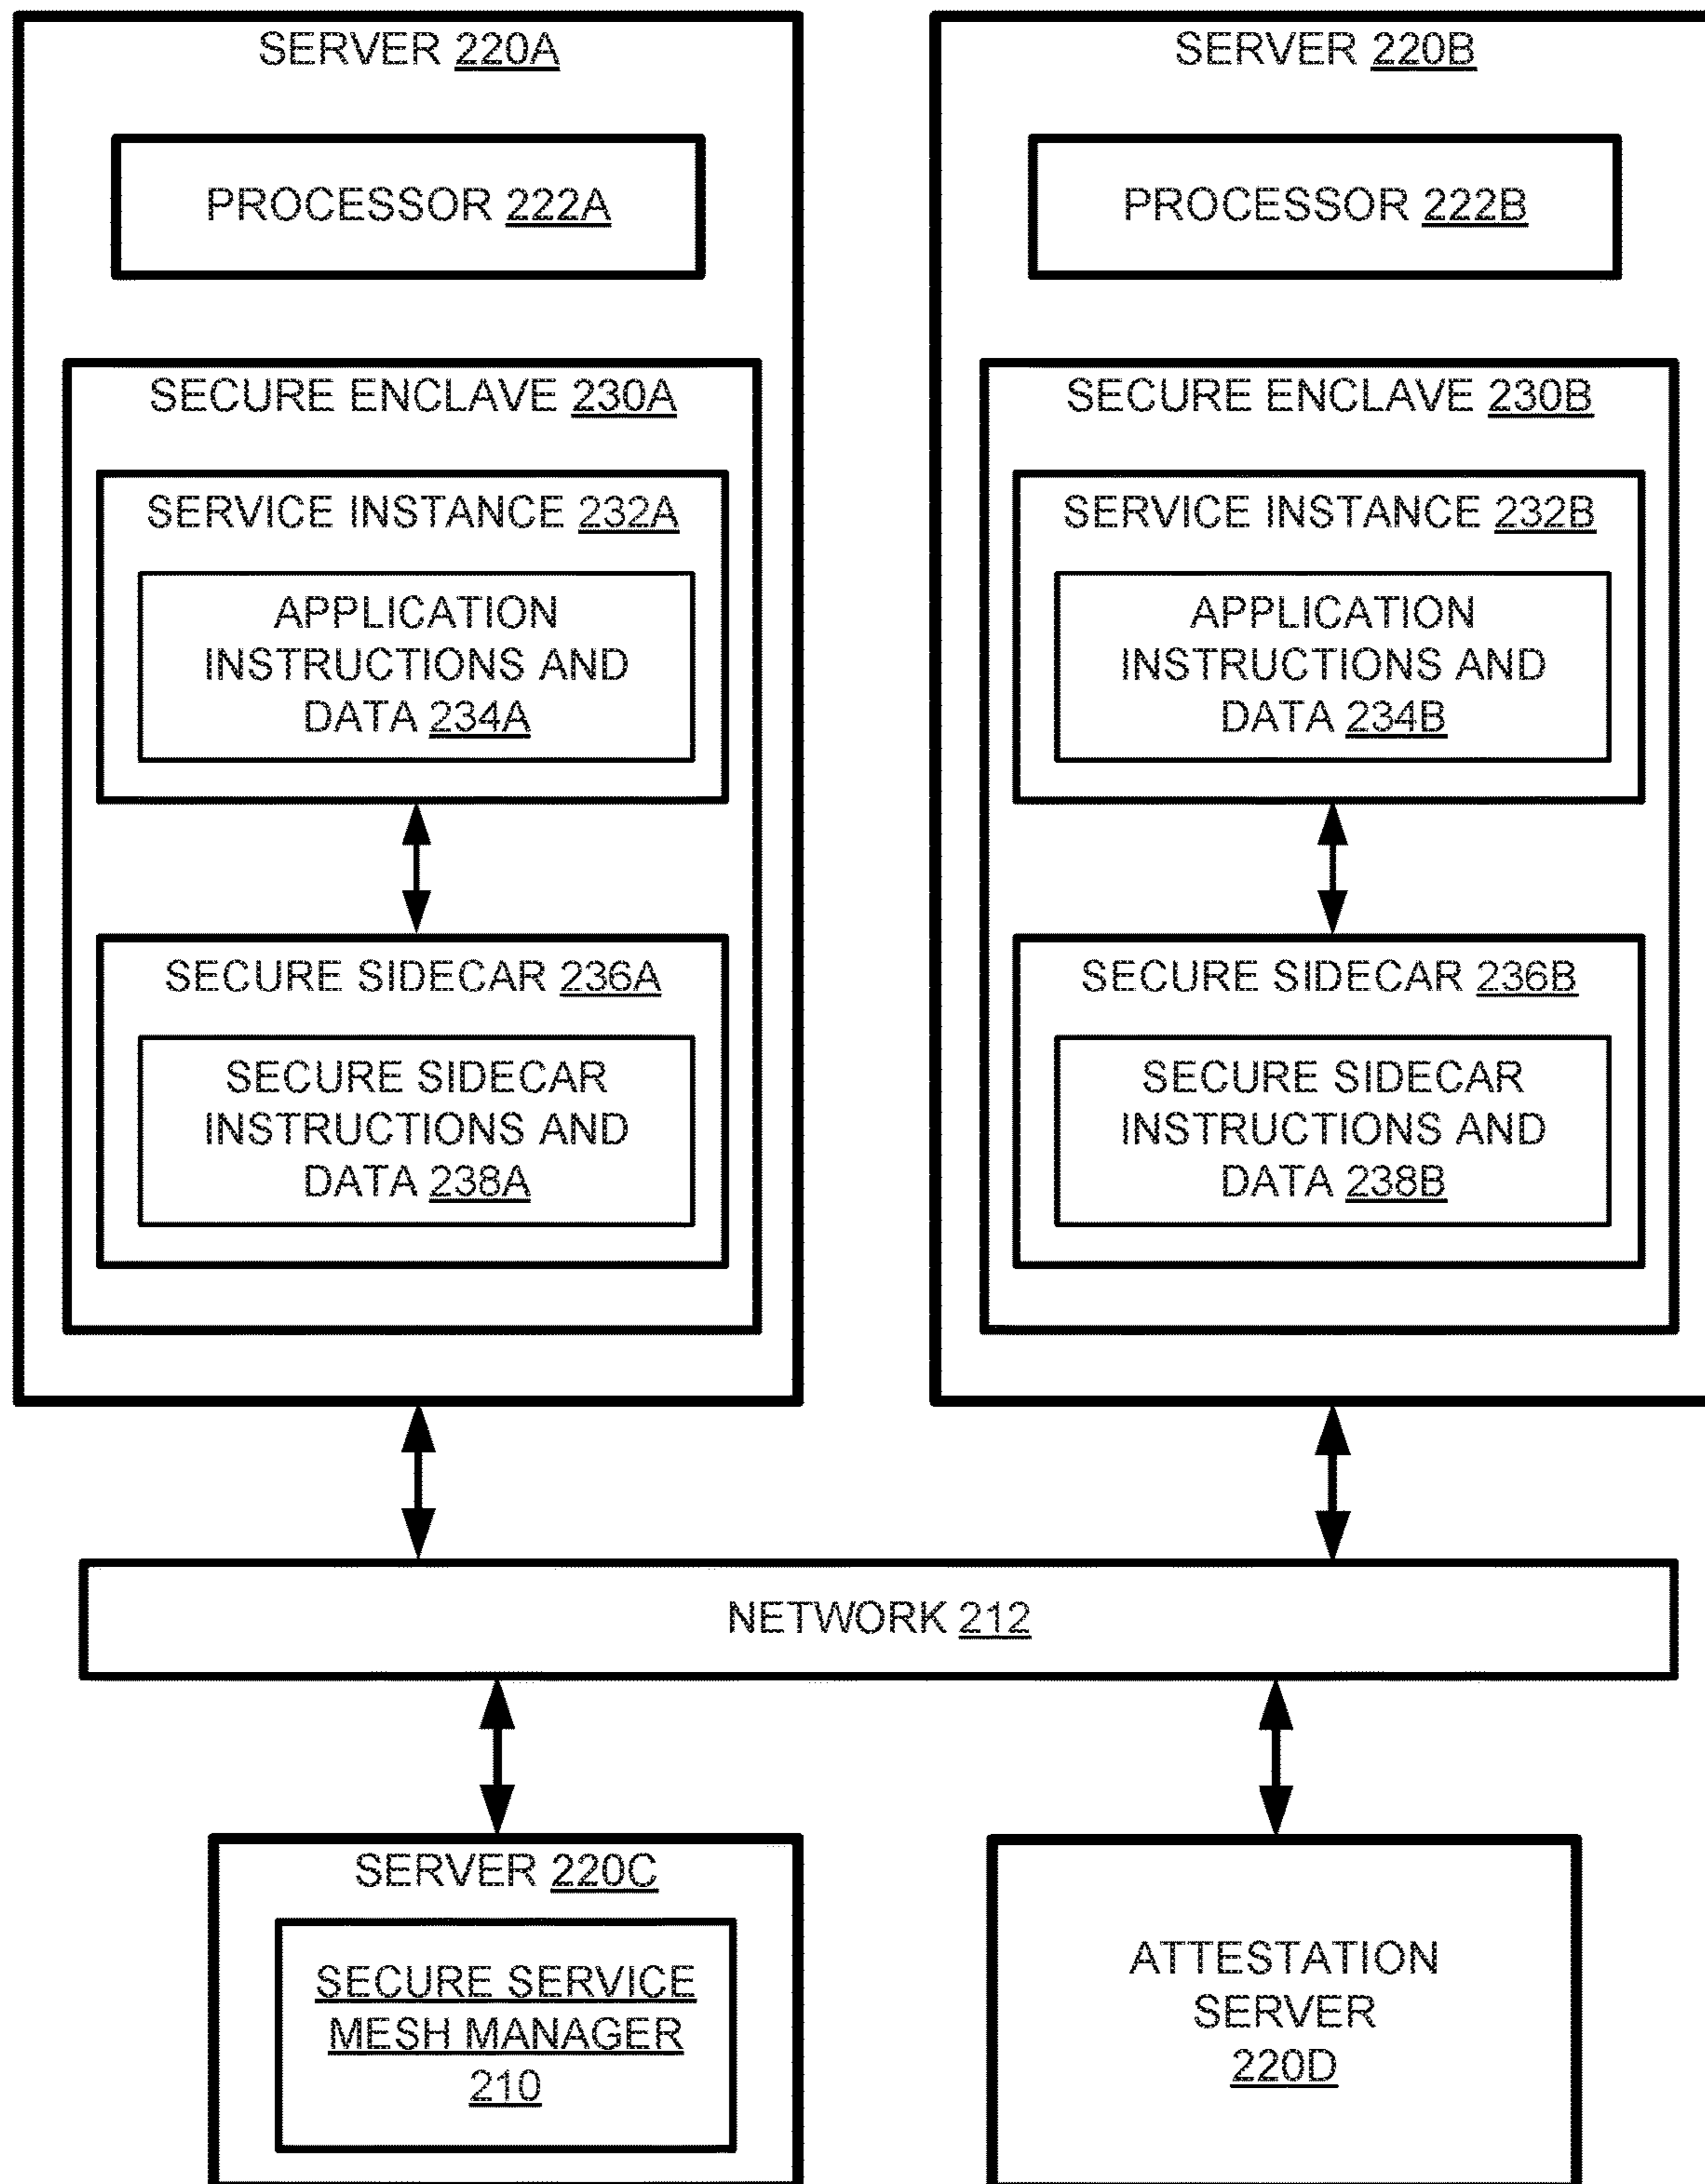 SERVER 220A
PROCESSOR 222A
SECURE ENCLAVE 230A
SERVICE INSTANCE 232A
APPLICATION
INSTRUCTIONS AND
DATA 234A
SECURE SIDECAR 236A
SECURE SIDECAR
INSTRUCTIONS AND
DATA 238A
SERVER 220B
PROCESSOR 222B
SECURE ENCLAVE 230B
SERVICE INSTANCE 232B
APPLICATION
INSTRUCTIONS AND
DATA 234B
SECURE SIDECAR 236B
SECURE SIDECAR
INSTRUCTIONS AND
DATA 238B
NETWORK 212
SERVER 220C
SECURE SERVICE
MESH MANAGER
210
ATTESTATION
SERVER
220D